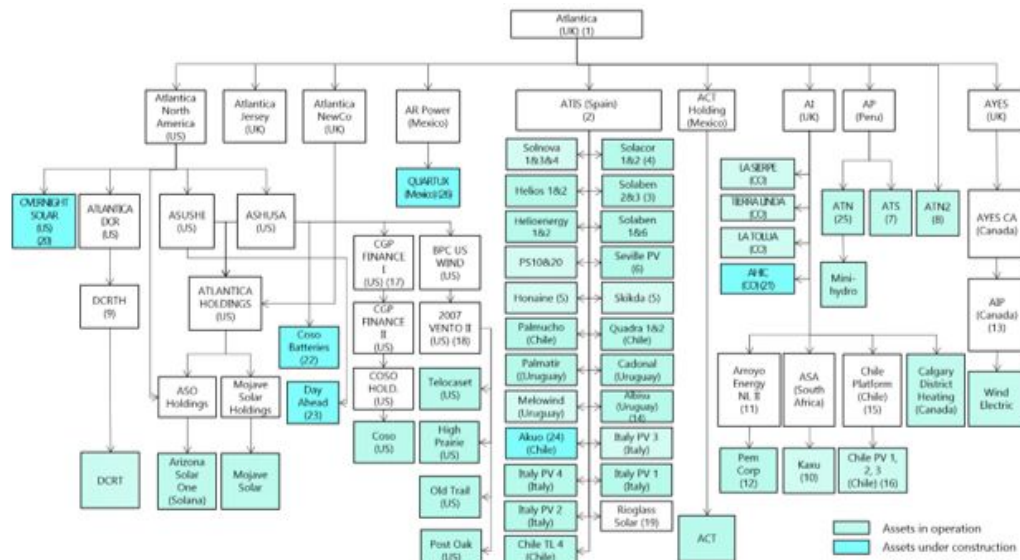 Atlantica
(UK) (1)
Atlantica
North
America
(US)
Atlantica
Jersey
(UK)
Atlantica
NewCo
(UK)
AR Power
(Mexico)
ATIS (Spain)
(2)
ACT
Holding
(Mexico)
AI
(UK)
AP
(Peru)
AYES
(UK)
OVERNIGHT
SOLAR
(US)
(20)
ATLANTICA
DCR
(US)
ASUSHI
ASHUSA
QUARTUX
(Mexico) (26)
CGP
FINANCE
I
(US) (17)
BPC US
WIND
(US)
Solnova
1&3&4
Solacor
1&2 (4)
Helios 1&2
Solaben
2&3 (3)
Helioenergy
1&2
Solaben
1&6
PS10&20
Seville PV
(6)
Honaine (5)
Skikda (5)
Palmucho
(Chile)
Quadra 1&2
(Chile)
Palmatir
((Uruguay)
Cadonal
(Uruguay)
Melowind
(Uruguay)
Albisu
(Uruguay)
(14)
Akuo (24)
(Chile)
Italy PV 3
(Italy)
Italy PV 4
(Italy)
Italy PV 1
(Italy)
Italy PV 2
(Italy)
Rioglass
Solar (19)
Chile TL 4
(Chile)
LA SIERPE
(CO)
TIERRA LINDA
(CO)
LA TOLUA
(CO)
AHIC
(CO) (21)
ATN
(25)
ATS
(7)
ATN2
(8)
Mini-
hydro
AYES CA
(Canada)
AIP
(Canada)
(13)
Wind
Electric
DCRTH
(9)
ATLANTICA
HOLDINGS
(US)
Coso
Batteries
(22)
Day
Ahead
(23)
CGP
FINANCE
II
(US)
2007
VENTO II
(US) (18)
COSO
HOLD.
(US)
Telocaset
(US)
Coso
(US)
High
Prairie
(US)
Old Trail
(US)
Post Oak
(US)
ASO
Holdings
Mojave
Solar
Holdings
DCRT
Arizona
Solar
One
(Solana)
Mojave
Solar
ACT
Arroyo
Energy
NL II
(11)
ASA
(South
Africa)
Chile
Platform
(Chile)
(15)
Calgary
District
Heating
(Canada)
Pem
Corp
(12)
Kaxu
(10)
Chile PV 1,
2, 3
(Chile) (16)
Assets in operation
Assets under construction